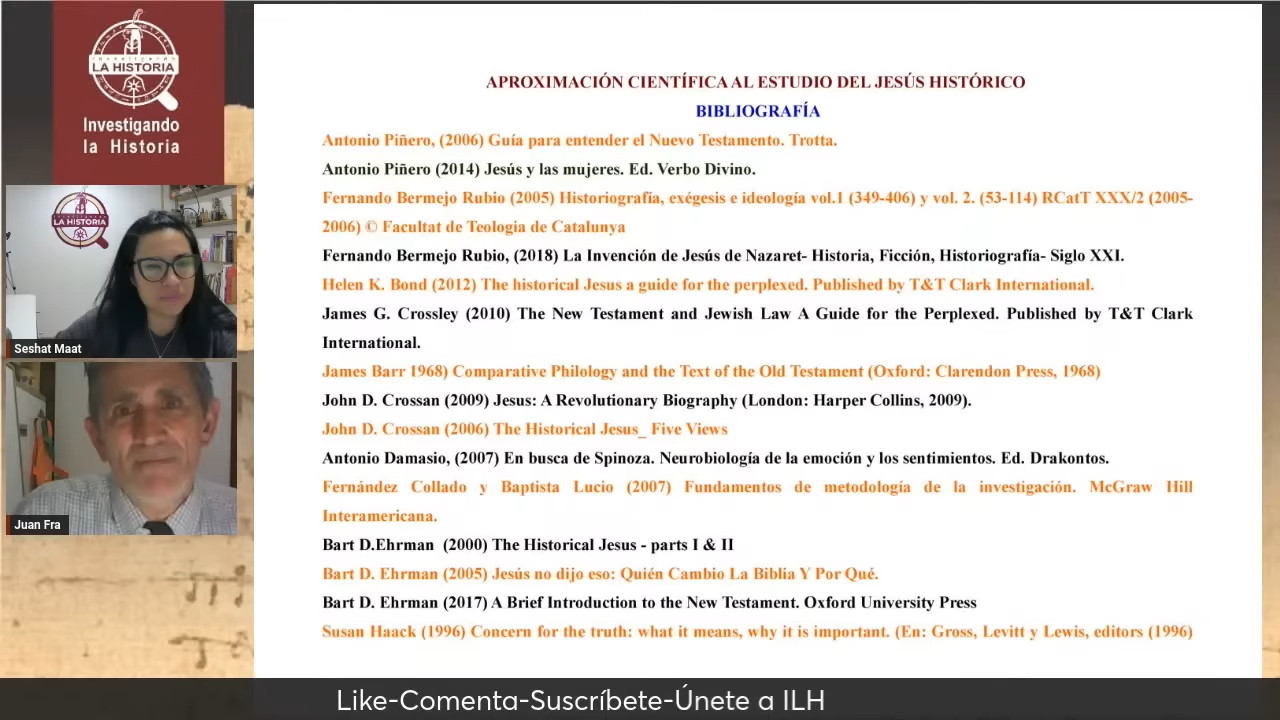 LA HISTORIA
Investigando
la Historia
LA HISTORIA
Seshat Maat
Juan Fra
APROXIMACIÓN CIENTÍFICA AL ESTUDIO DEL JESÚS HISTÓRICO
BIBLIOGRAFÍA
Antonio Piñero, (2006) Guía para entender el Nuevo Testamento. Trotta.
Antonio Piñero (2014) Jesús y las mujeres. Ed. Verbo Divino.
Fernando Bermejo Rubio (2005) Historiografía, exégesis e ideología vol.1 (349-406) y vol. 2. (53-114) RCatT XXX/2 (2005-
2006) © Facultat de Teologia de Catalunya
Fernando Bermejo Rubio, (2018) La Invención de Jesús de Nazaret- Historia, Ficción, Historiografía- Siglo XXI.
Helen K. Bond (2012) The historical Jesus a guide for the perplexed. Published by T&T Clark International.
James G. Crossley (2010) The New Testament and Jewish Law A Guide for the Perplexed. Published by T&T Clark
International.
James Barr 1968) Comparative Philology and the Text of the Old Testament (Oxford: Clarendon Press, 1968)
John D. Crossan (2009) Jesus: A Revolutionary Biography (London: Harper Collins, 2009).
John D. Crossan (2006) The Historical Jesus_ Five Views
Antonio Damasio, (2007) En busca de Spinoza. Neurobiología de la emoción y los sentimientos. Ed. Drakontos.
Fernández Collado y Baptista Lucio (2007) Fundamentos de metodología de la investigación. McGraw Hill
Interamericana.
Bart D.Ehrman (2000) The Historical Jesus - parts I & II
Bart D. Ehrman (2005) Jesús no dijo eso: Quién Cambio La Biblia Y Por Qué.
Bart D. Ehrman (2017) A Brief Introduction to the New Testament. Oxford University Press
Susan Haack (1996) Concern for the truth: what it means, why it is important. (En: Gross, Levitt y Lewis, editors (1996)
Like-Comenta-Suscríbete-Únete a ILH